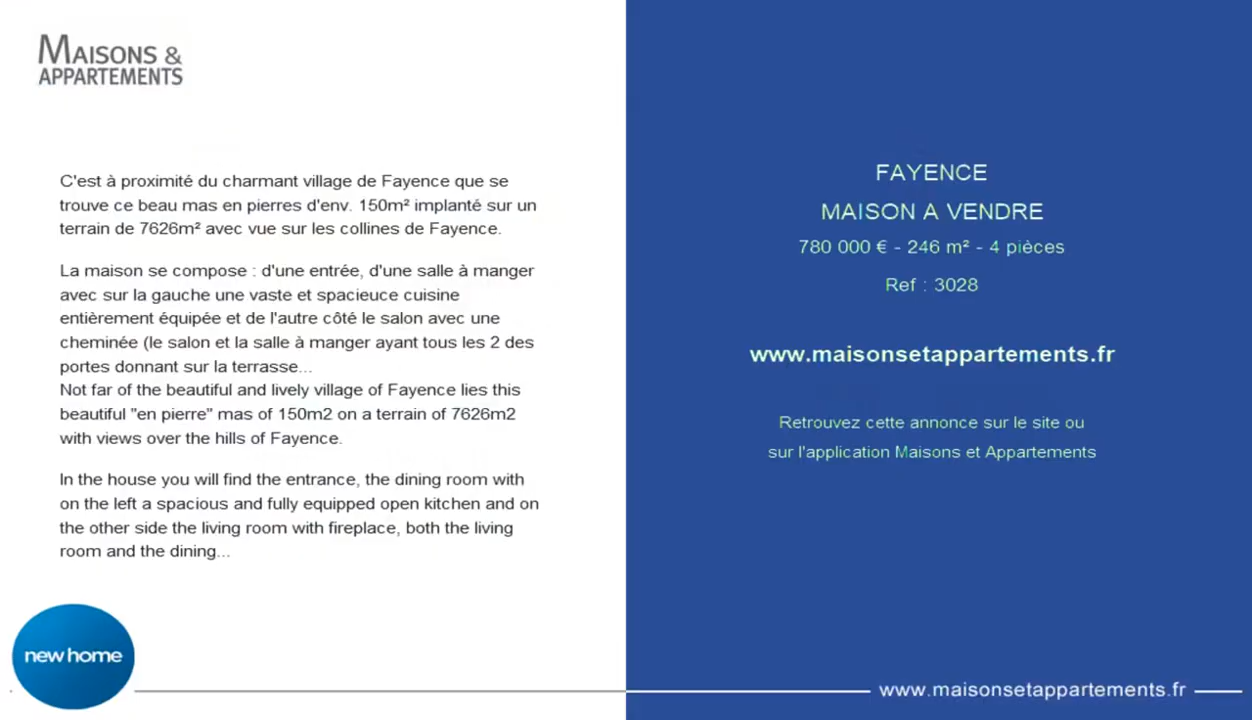 MAISONS &
APPARTEMENTS
C'est à proximité du charmant village de Fayence que se
trouve ce beau mas en pierres d'env. 150m² implanté sur un
terrain de 7626m² avec vue sur les collines de Fayence.
La maison se compose : d'une entrée, d'une salle à manger
avec sur la gauche une vaste et spacieuce cuisine
entièrement équipée et de l'autre côté le salon avec une
cheminée (le salon et la salle à manger ayant tous les 2 des
portes donnant sur la terrasse...
Not far of the beautiful and lively village of Fayence lies this
beautiful "en pierre" mas of 150m2 on a terrain of 7626m2
with views over the hills of Fayence.
In the house you will find the entrance, the dining room with
on the left a spacious and fully equipped open kitchen and on
the other side the living room with fireplace, both the living
room and the dining...
new home
FAYENCE
MAISON A VENDRE
780 000 € - 246 m² - 4 pièces
Ref : 3028
www.maisonsetappartements.fr
Retrouvez cette annonce sur le site ou
sur l'application Maisons et Appartements
www.maisonsetappartements.fr